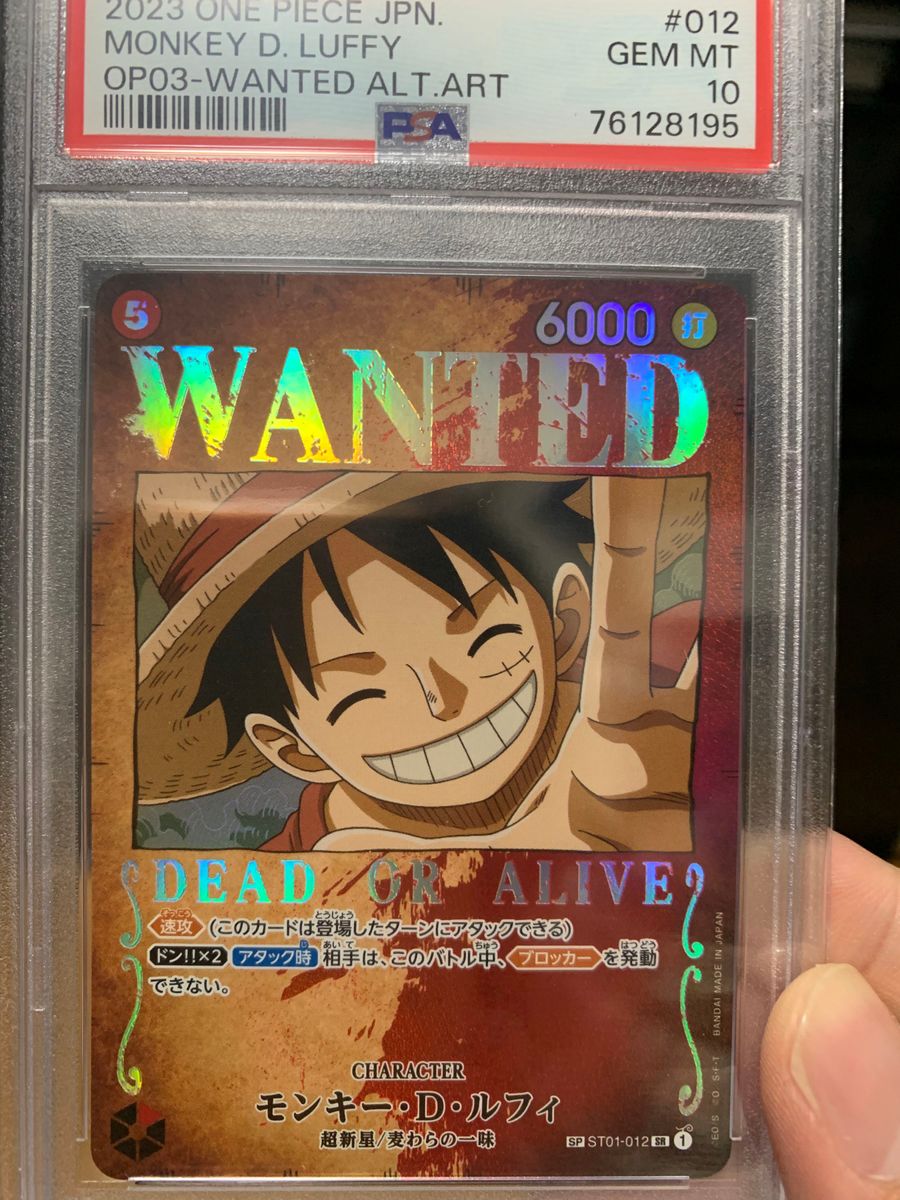 2023 ONE PIECE JPN.
#012
MONKEY D. LUFFY
GEM MT
OP03-WANTED ALT.ART
10
PSA
76128195
5
6000
打
WANTED
DEAD OR ALIVE
速攻 (このカードは登場したターンにアタックできる)
ドン!!×2 アタック時 相手は、このバトル中、ブロッカーを発動
できない。
BANDAI MADE IN JAPAN
CHARACTER
モンキー・D・ルフィ
超新星/麦わらの一味
SP ST01-012 SR 1